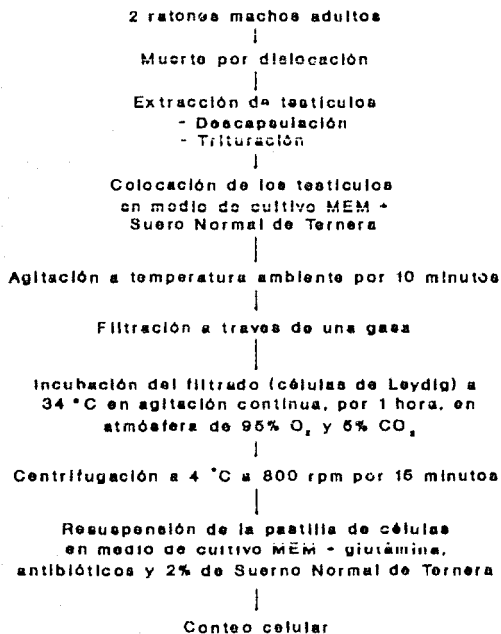 2 ratones machos adultos
Muerte por dislocación
Extracción de testículos
- Descapsulación
- Trituración
Colocación de los testículos
en medio de cultivo MEM +
Suero Normal de Ternera
Agitación a temperatura ambiente por 10 minutos
Filtración a traves de una gasa
Incubación del filtrado (células de Leydig) a
34 °C en agitación continua, por 1 hora, en
atmósfera de 95% O₂ y 5% CO₂
Centrifugación a 4 °C a 800 rpm por 15 minutos
Resuspensión de la pastilla de células
en medio de cultivo MEM + glutámina,
antibióticos y 2% de Suerno Normal de Ternera
Conteo celular